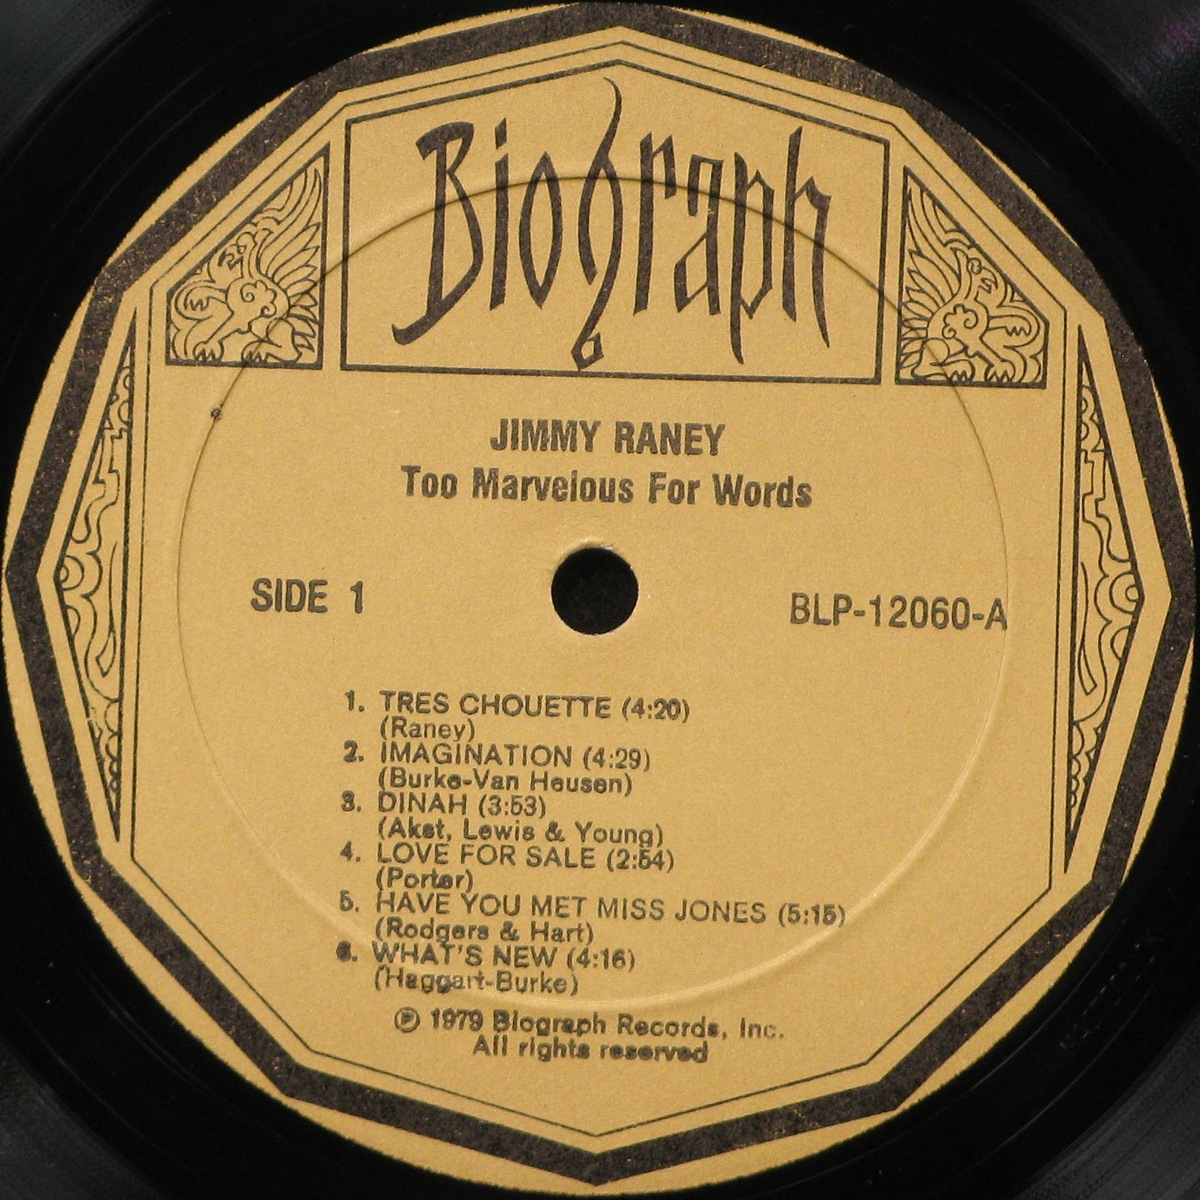 Biograph
JIMMY RANEY
Too Marvelous For Words
SIDE 1
BLP-12060-A
1. TRES CHOUETTE (4:20)
(Raney)
2. IMAGINATION (4:29)
(Burke-Van Heusen)
3. DINAH (3:53)
(Akst, Lewis & Young)
4. LOVE FOR SALE (2:54)
(Porter)
5. HAVE YOU MET MISS JONES (5:15)
(Rodgers & Hart)
6. WHAT'S NEW (4:16)
(Haggart-Burke)
℗ 1979 Biograph Records, Inc.
All rights reserved